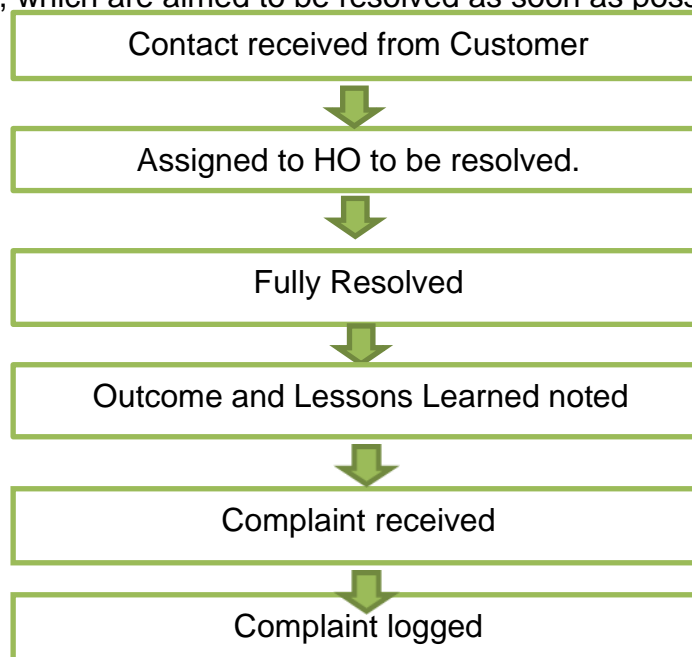 , which are aimed to be resolved as soon as poss
Contact received from Customer
Assigned to HO to be resolved.
Fully Resolved
Outcome and Lessons Learned noted
Complaint received
Complaint logged